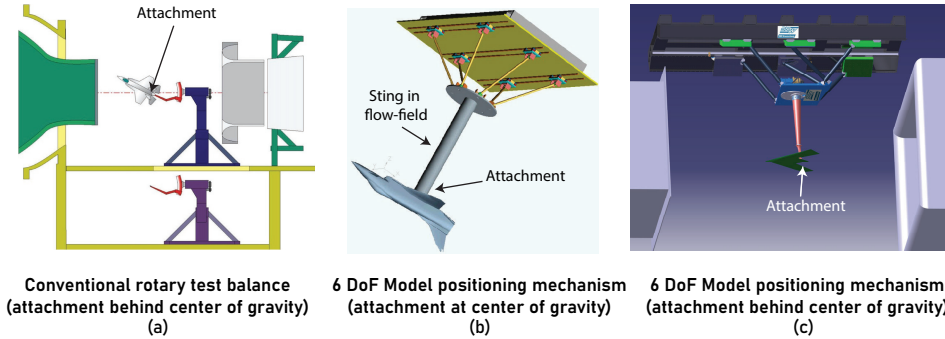 Attachment
Sting in
flow-field
Attachment
Attachment
Conventional rotary test balance
(attachment behind center of gravity)
(a)
6 DoF Model positioning mechanism
(attachment at center of gravity)
(b)
6 DoF Model positioning mechanism
(attachment behind center of gravity)
(c)